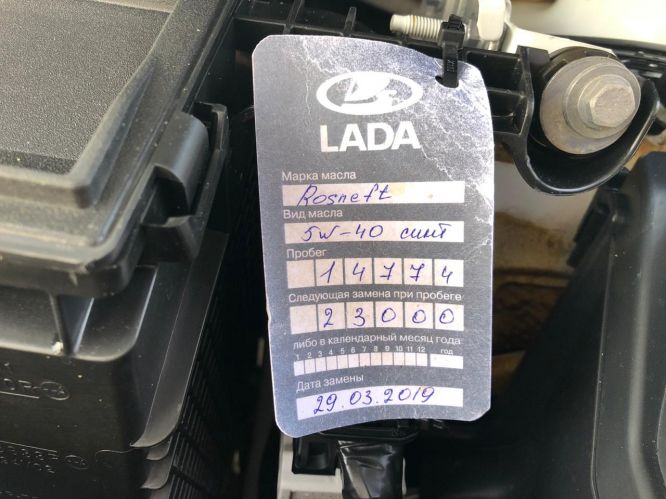 LADA
Марка масла
Rosneft
Вид масла
5w-40 синт
Пробег
14774
Следующая замена при пробеге
23000
либо в календарный месяц года:
1 2 3 4 5 6 7 8 9 10 11 12 год
Дата замены
29.03.2019